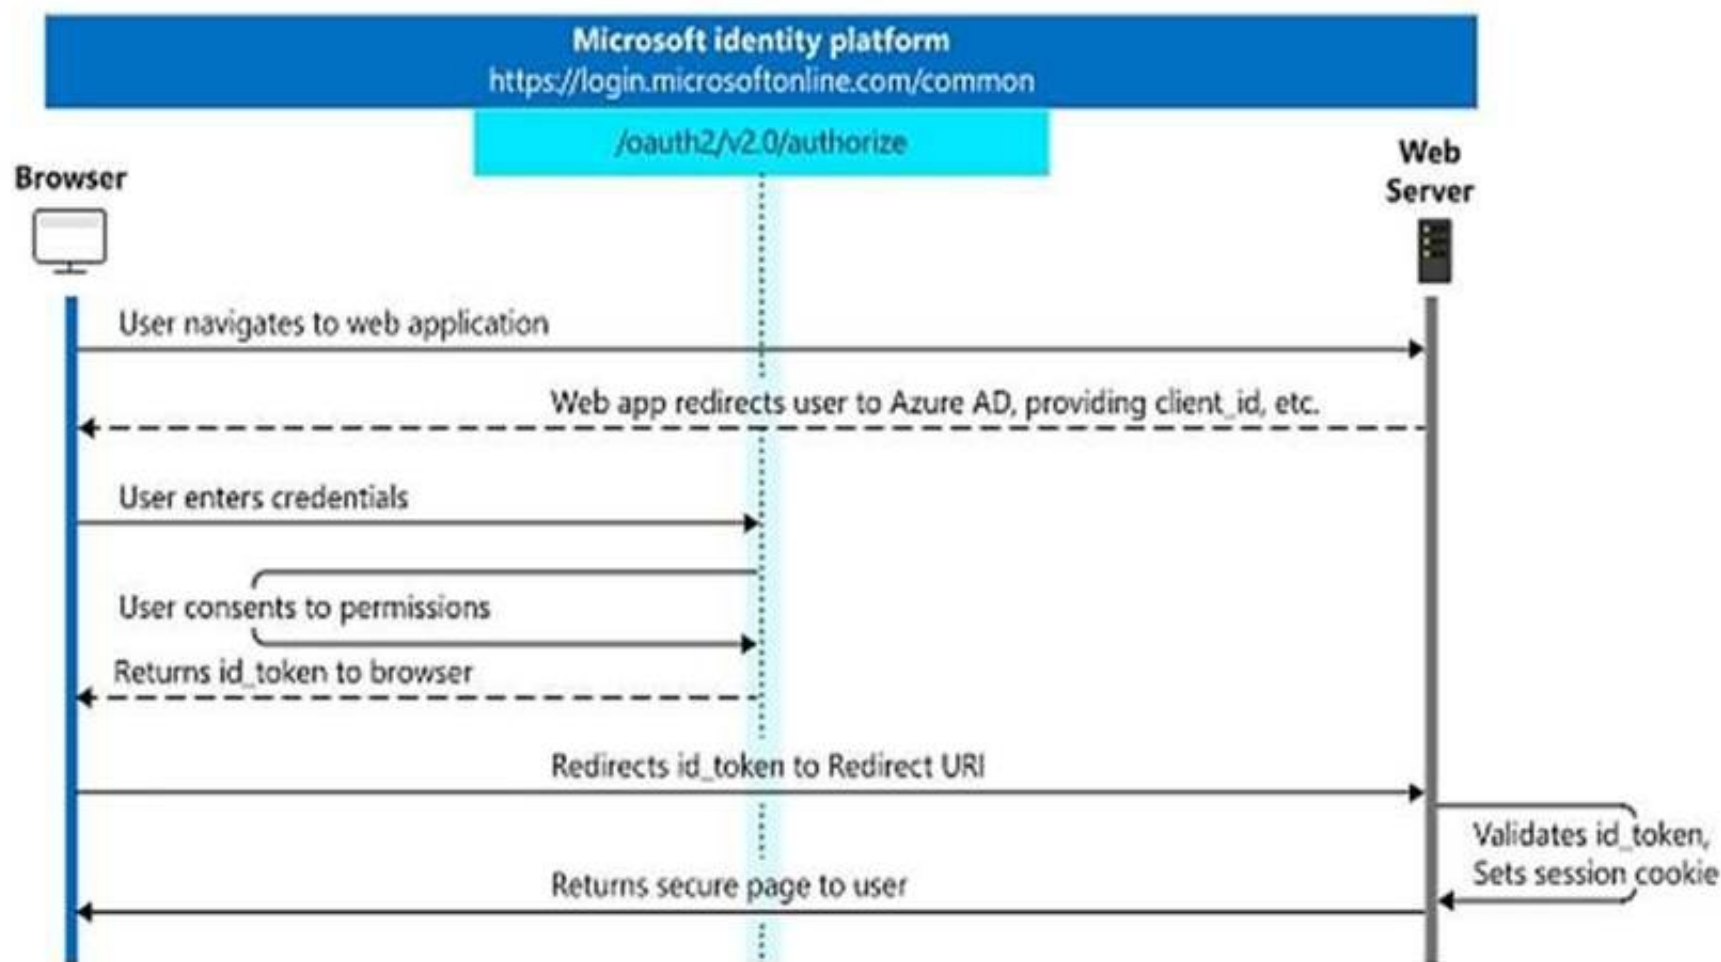 Microsoft identity platform
https://login.microsoftonline.com/common
/oauth2/v2.0/authorize
Browser
Web
Server
User navigates to web application
Web app redirects user to Azure AD, providing client_id, etc.
User enters credentials
User consents to permissions
Returns id_token to browser
Redirects id_token to Redirect URI
Validates id_token,
Sets session cookie
Returns secure page to user